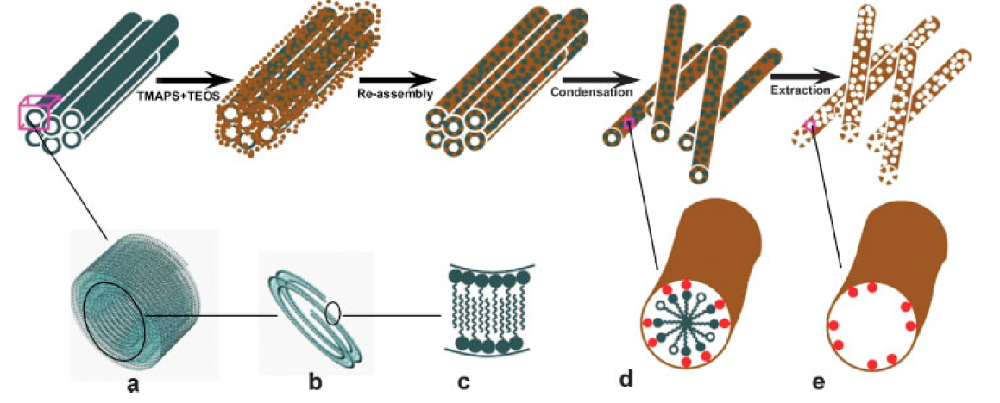 TMAPS+TEOS
Re-assembly
Condensation
Extraction
a
b
c
d
e